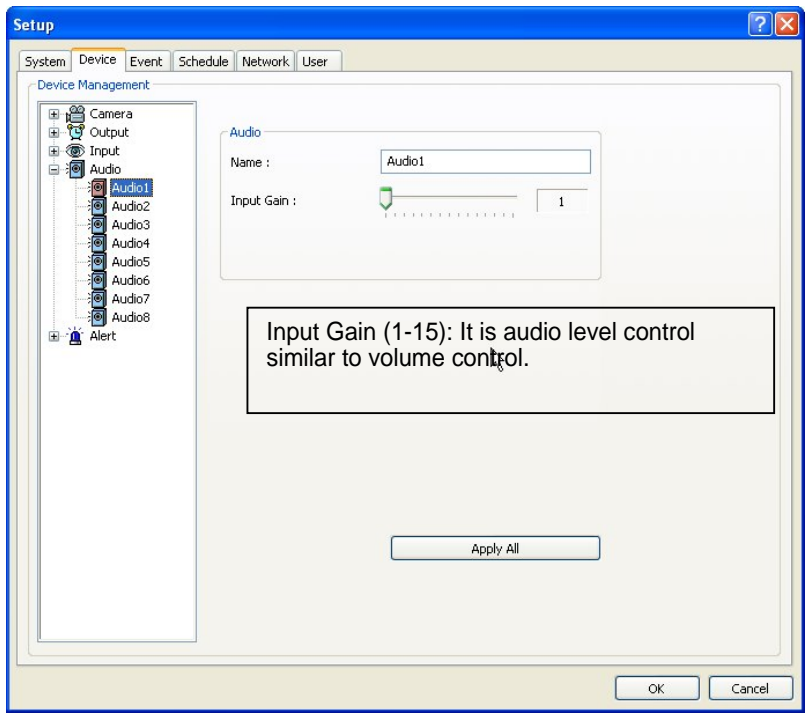 Setup
System Device Event Schedule Network User
Device Management
Camera
Output
Input
Audio
Audio1
Audio2
Audio3
Audio4
Audio5
Audio6
Audio7
Audio8
Alert
Audio
Name : Audio1
Input Gain : 1
Input Gain (1-15): It is audio level control
similar to volume control.
Apply All
OK Cancel